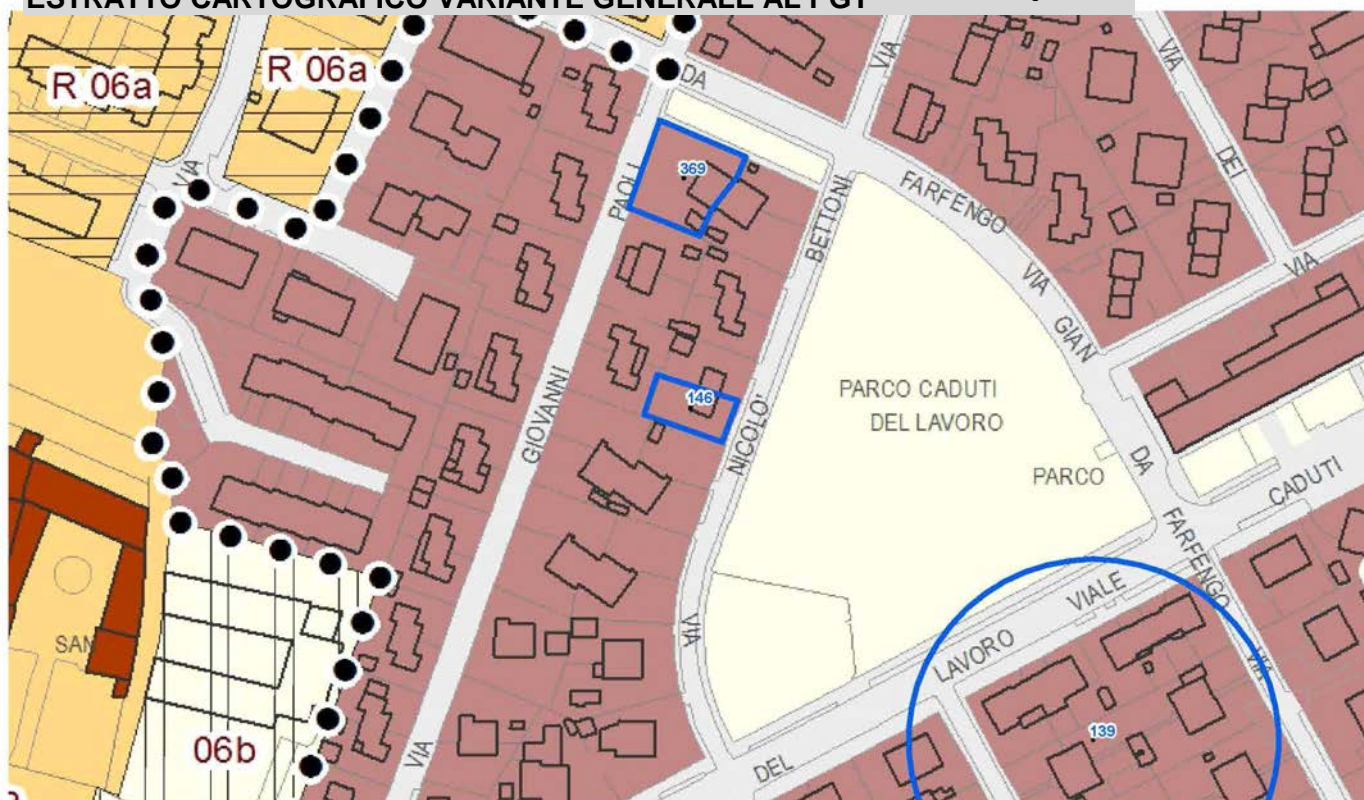 ESTRATTO CARTOGRAFICO VARIANTE GENERALE AL PGT
R 06a
R 06a
VIA
DA
VIA
VIA
369
PAOLI
BETTONI
FARFENGO
DEI
VIA
VIA
GIAN
GIOVANNI
146
NICOLO'
PARCO CADUTI
DEL LAVORO
PARCO
DA
CADUTI
FARFENGO
VIALE
SAN
VIA
LAVORO
VIA
139
06b
VIA
DEL